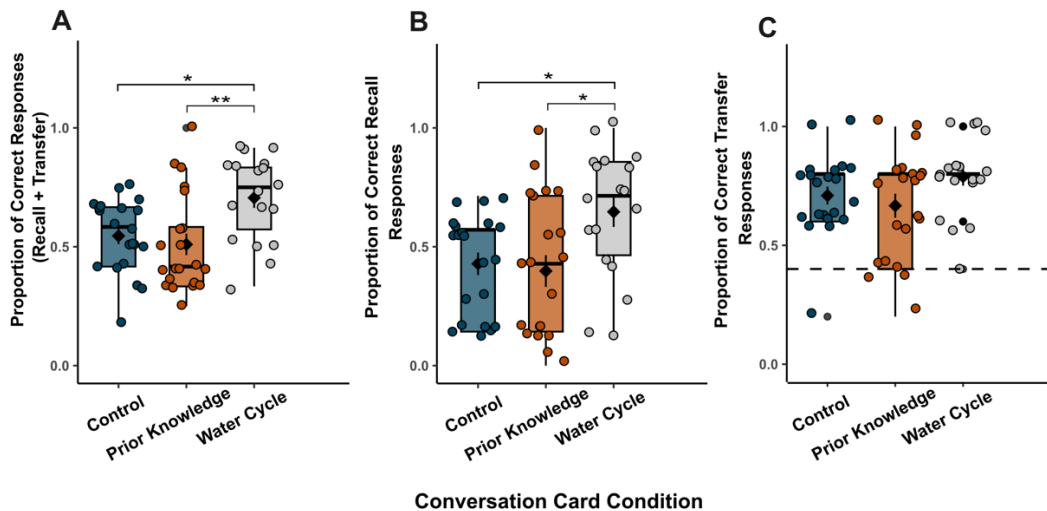 A
Proportion of Correct Responses
(Recall + Transfer)
1.0
0.5
0.0
*
**
Control
Prior Knowledge
Water Cycle
B
Proportion of Correct Recall
Responses
1.0
0.5
0.0
*
*
Control
Prior Knowledge
Water Cycle
C
Proportion of Correct Transfer
Responses
1.0
0.5
0.0
Control
Prior Knowledge
Water Cycle
Conversation Card Condition